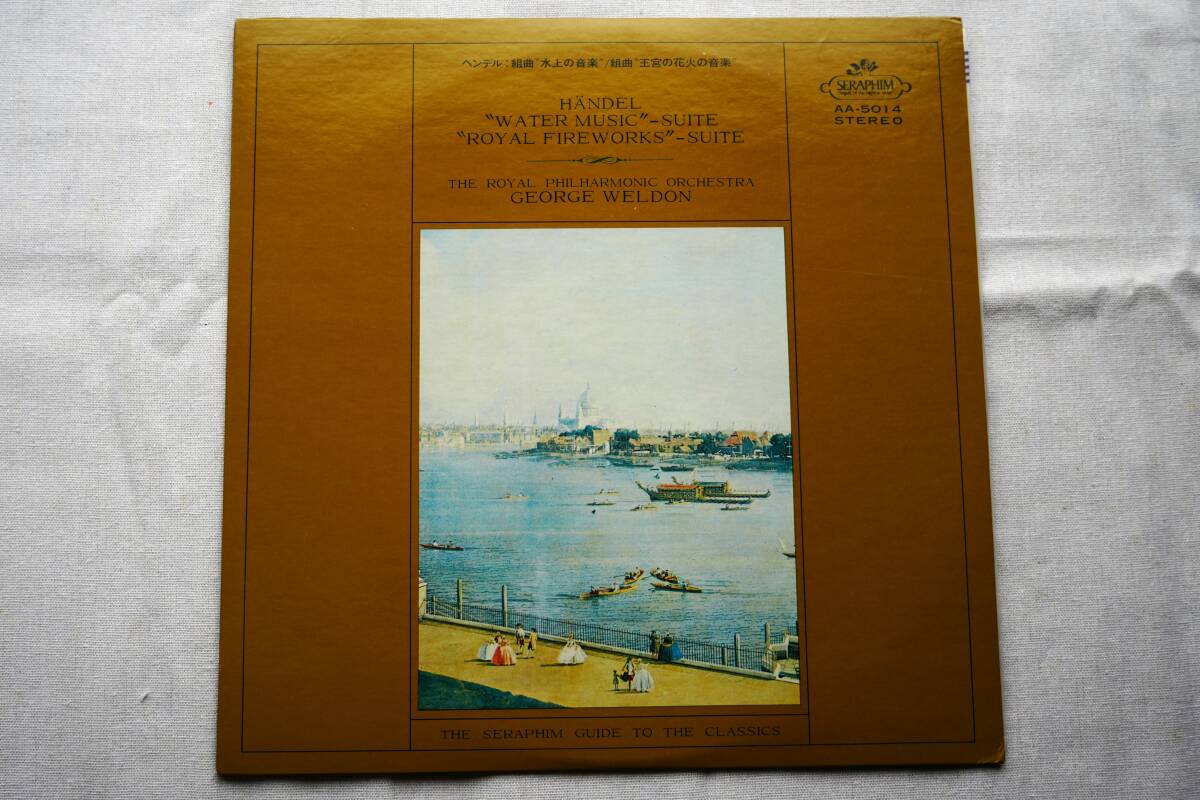 ヘンデル：組曲"水上の音楽"/組曲"王宮の花火の音楽"
HÄNDEL
"WATER MUSIC"-SUITE
"ROYAL FIREWORKS"-SUITE
THE ROYAL PHILHARMONIC ORCHESTRA
GEORGE WELDON
SERAPHIM
AA-5014
STEREO
THE SERAPHIM GUIDE TO THE CLASSICS